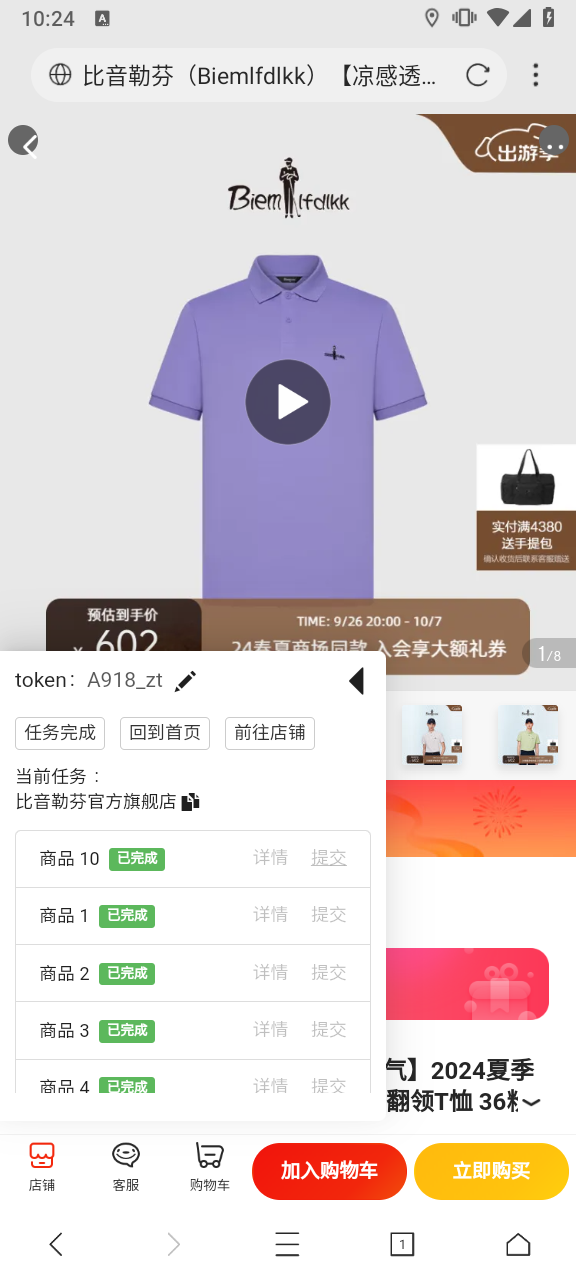 10:24
A
比音勒芬（Biemlfdlkk）【凉感透...
出游季
Biemlfdlkk
实付满4380
送手提包
确认收货后联系客服赠送
预估到手价
TIME: 9/26 20:00 - 10/7
¥ 602
24春夏商场同款 入会享大额礼券
1/8
token： A918_zt
任务完成
回到首页
前往店铺
当前任务：
比音勒芬官方旗舰店
商品 10 已完成 详情 提交
商品 1 已完成 详情 提交
商品 2 已完成 详情 提交
商品 3 已完成 详情 提交
商品 4 已完成 详情 提交
气】2024夏季
翻领T恤 36粉
店铺
客服
购物车
加入购物车
立即购买
1